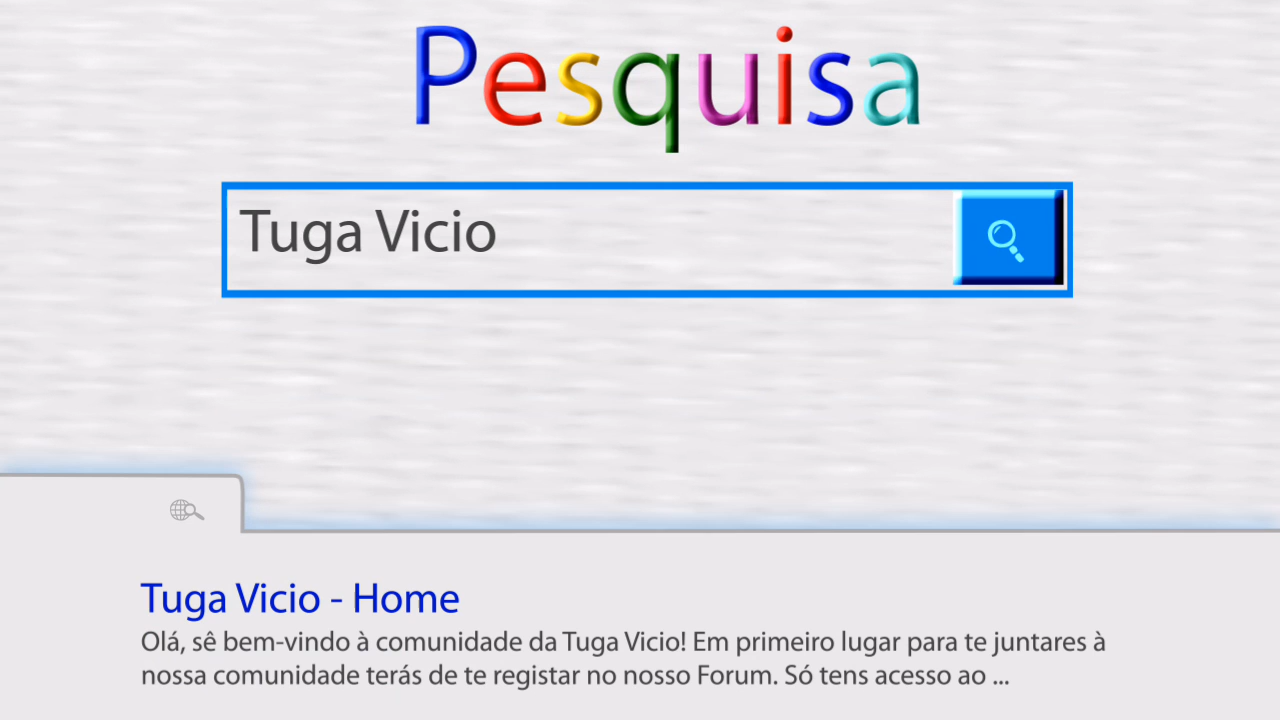 Pesquisa
Tuga Vicio
Tuga Vicio - Home
Olá, sê bem-vindo à comunidade da Tuga Vicio! Em primeiro lugar para te juntares à
nossa comunidade terás de te registar no nosso Forum. Só tens acesso ao ...